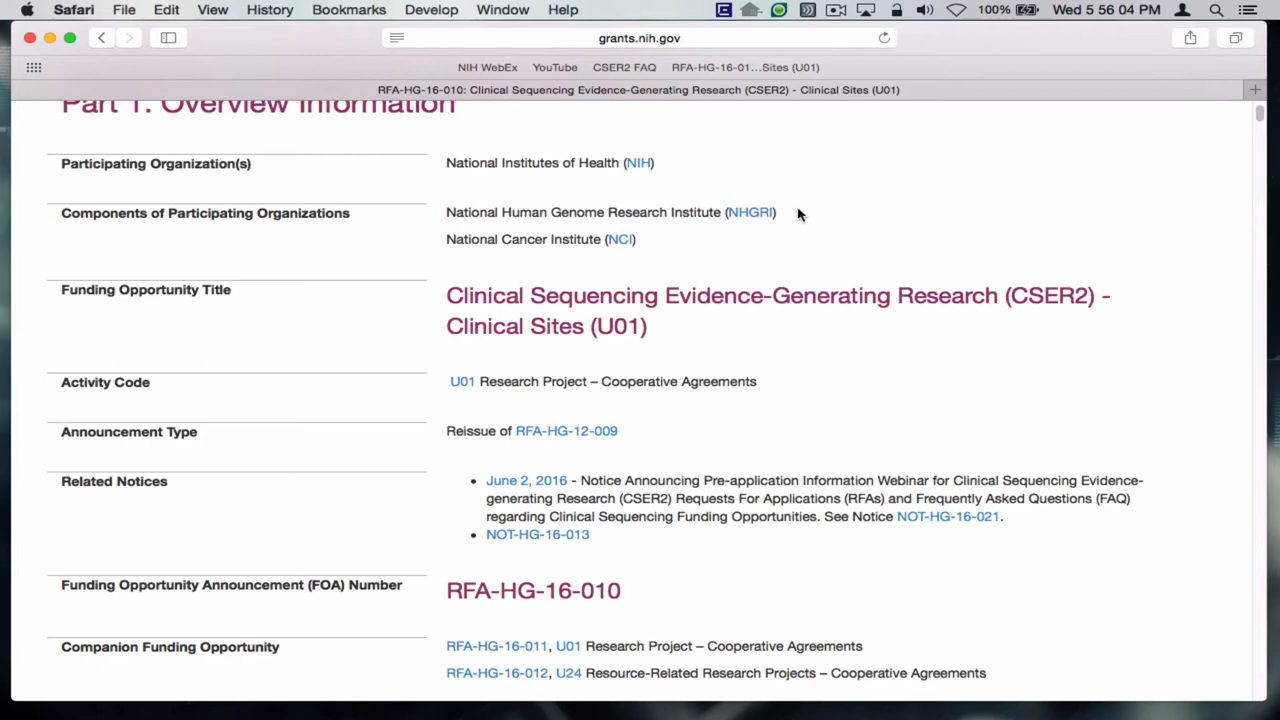 Safari File Edit View History Bookmarks Develop Window Help 100% Wed 5 56 04 PM
grants.nih.gov
NIH WebEx YouTube CSER2 FAQ RFA-HG-16-01…Sites (U01)
RFA-HG-16-010: Clinical Sequencing Evidence-Generating Research (CSER2) - Clinical Sites (U01)
Part 1. Overview Information
Participating Organization(s)
National Institutes of Health (NIH)
Components of Participating Organizations
National Human Genome Research Institute (NHGRI)
National Cancer Institute (NCI)
Funding Opportunity Title
Clinical Sequencing Evidence-Generating Research (CSER2) -
Clinical Sites (U01)
Activity Code
U01 Research Project – Cooperative Agreements
Announcement Type
Reissue of RFA-HG-12-009
Related Notices
• June 2, 2016 - Notice Announcing Pre-application Information Webinar for Clinical Sequencing Evidence-
generating Research (CSER2) Requests For Applications (RFAs) and Frequently Asked Questions (FAQ)
regarding Clinical Sequencing Funding Opportunities. See Notice NOT-HG-16-021.
• NOT-HG-16-013
Funding Opportunity Announcement (FOA) Number
RFA-HG-16-010
Companion Funding Opportunity
RFA-HG-16-011, U01 Research Project – Cooperative Agreements
RFA-HG-16-012, U24 Resource-Related Research Projects – Cooperative Agreements